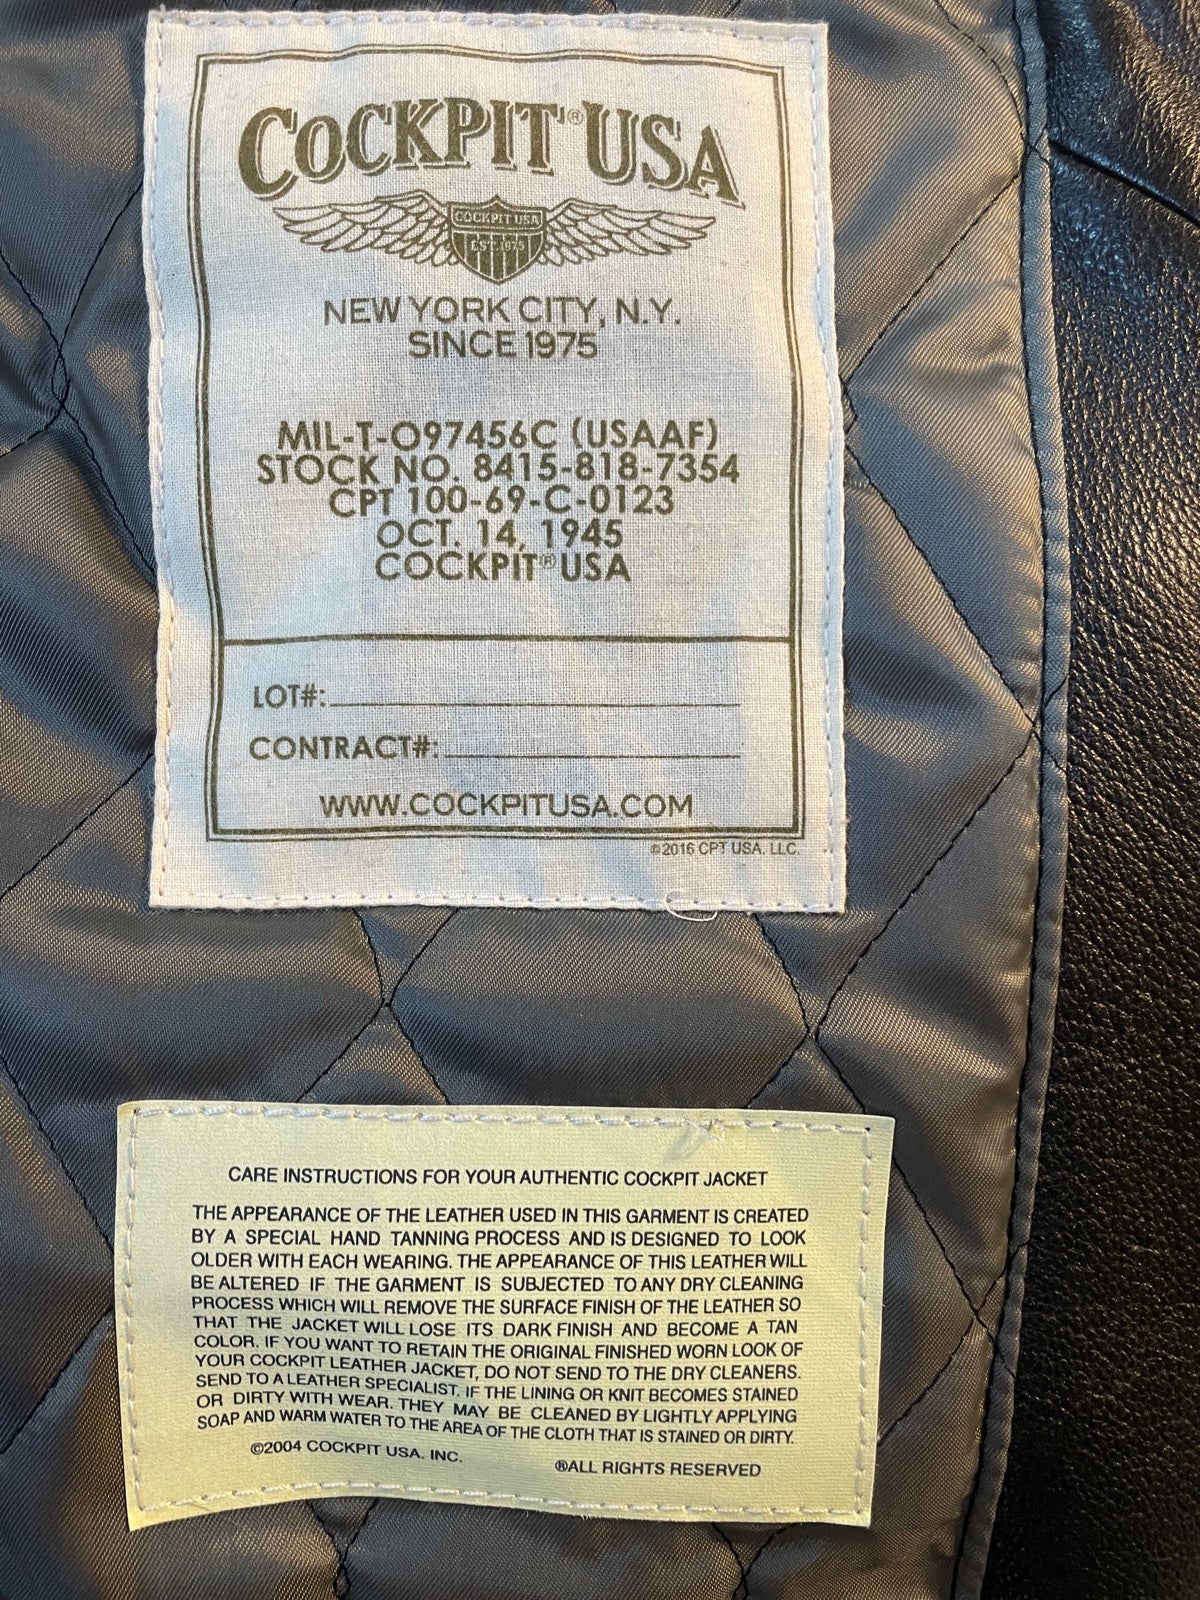 COCKPIT® USA
COCKPIT USA
EST. 1975
NEW YORK CITY, N.Y.
SINCE 1975
MIL-T-O97456C (USAAF)
STOCK NO. 8415-818-7354
CPT 100-69-C-0123
OCT. 14, 1945
COCKPIT® USA
LOT#:
CONTRACT#:
WWW.COCKPITUSA.COM
©2016 CPT USA. LLC.
CARE INSTRUCTIONS FOR YOUR AUTHENTIC COCKPIT JACKET
THE APPEARANCE OF THE LEATHER USED IN THIS GARMENT IS CREATED
BY A SPECIAL HAND TANNING PROCESS AND IS DESIGNED TO LOOK
OLDER WITH EACH WEARING. THE APPEARANCE OF THIS LEATHER WILL
BE ALTERED IF THE GARMENT IS SUBJECTED TO ANY DRY CLEANING
PROCESS WHICH WILL REMOVE THE SURFACE FINISH OF THE LEATHER SO
THAT THE JACKET WILL LOSE ITS DARK FINISH AND BECOME A TAN
COLOR. IF YOU WANT TO RETAIN THE ORIGINAL FINISHED WORN LOOK OF
YOUR COCKPIT LEATHER JACKET, DO NOT SEND TO THE DRY CLEANERS.
SEND TO A LEATHER SPECIALIST. IF THE LINING OR KNIT BECOMES STAINED
OR DIRTY WITH WEAR. THEY MAY BE CLEANED BY LIGHTLY APPLYING
SOAP AND WARM WATER TO THE AREA OF THE CLOTH THAT IS STAINED OR DIRTY.
©2004 COCKPIT USA. INC.
®ALL RIGHTS RESERVED